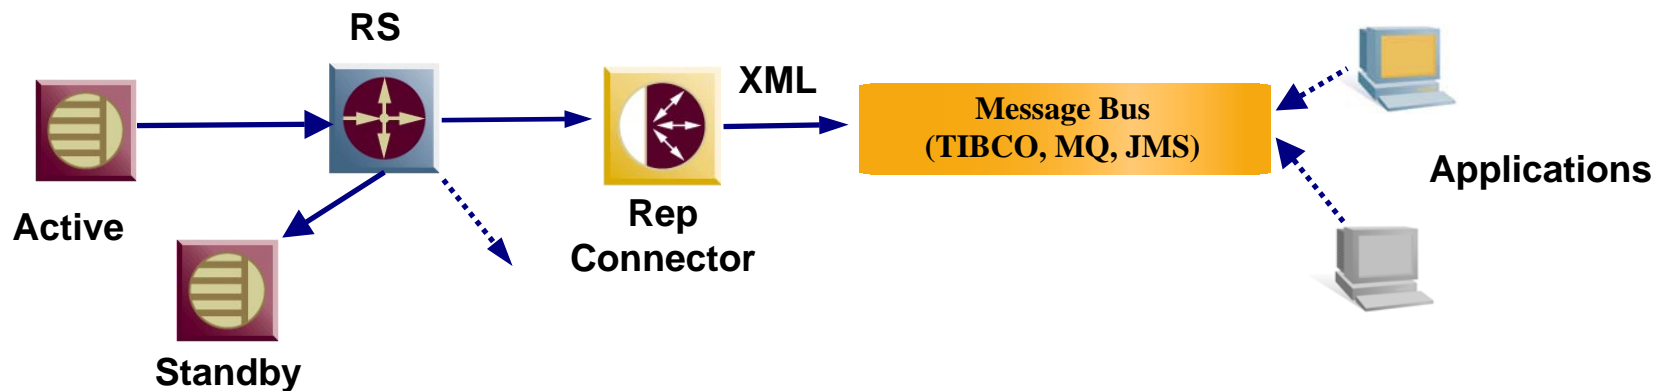 RS
XML
Message Bus
(TIBCO, MQ, JMS)
Applications
Active
Rep
Connector
Standby